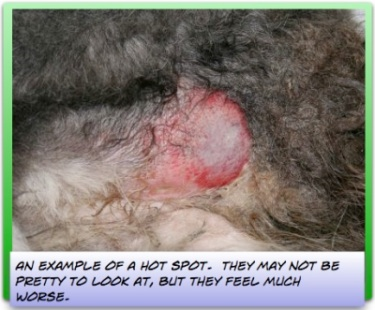 AN EXAMPLE OF A HOT SPOT. THEY MAY NOT BE
PRETTY TO LOOK AT, BUT THEY FEEL MUCH
WORSE.